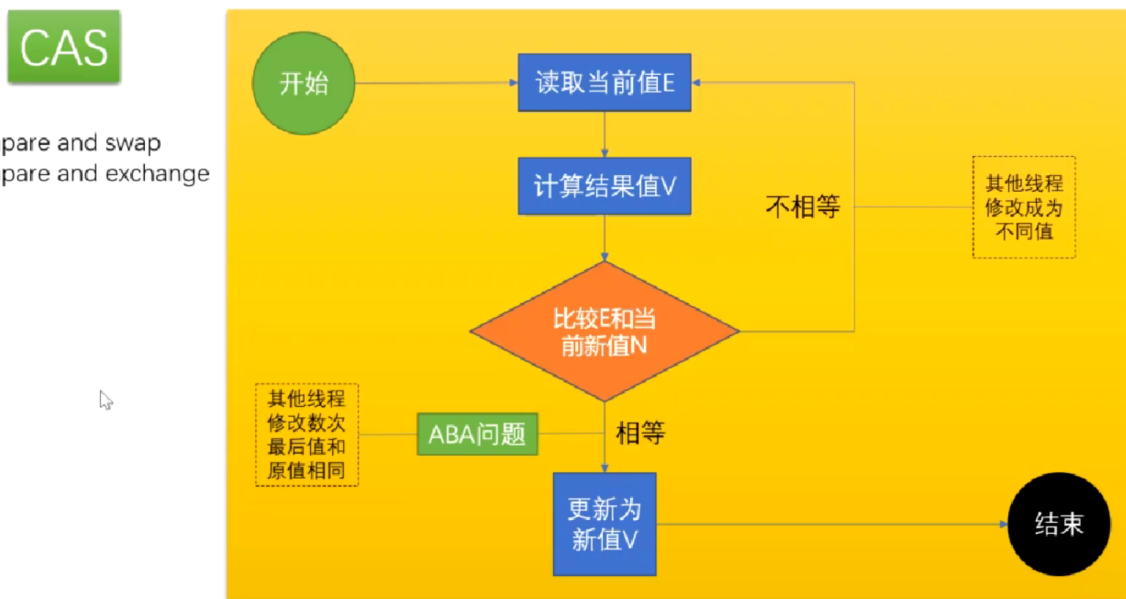 CAS
pare and swap
pare and exchange
开始
读取当前值E
计算结果值V
不相等
其他线程
修改成为
不同值
比较E和当
前新值N
其他线程
修改数次
最后值和
原值相同
ABA问题
相等
更新为
新值V
结束